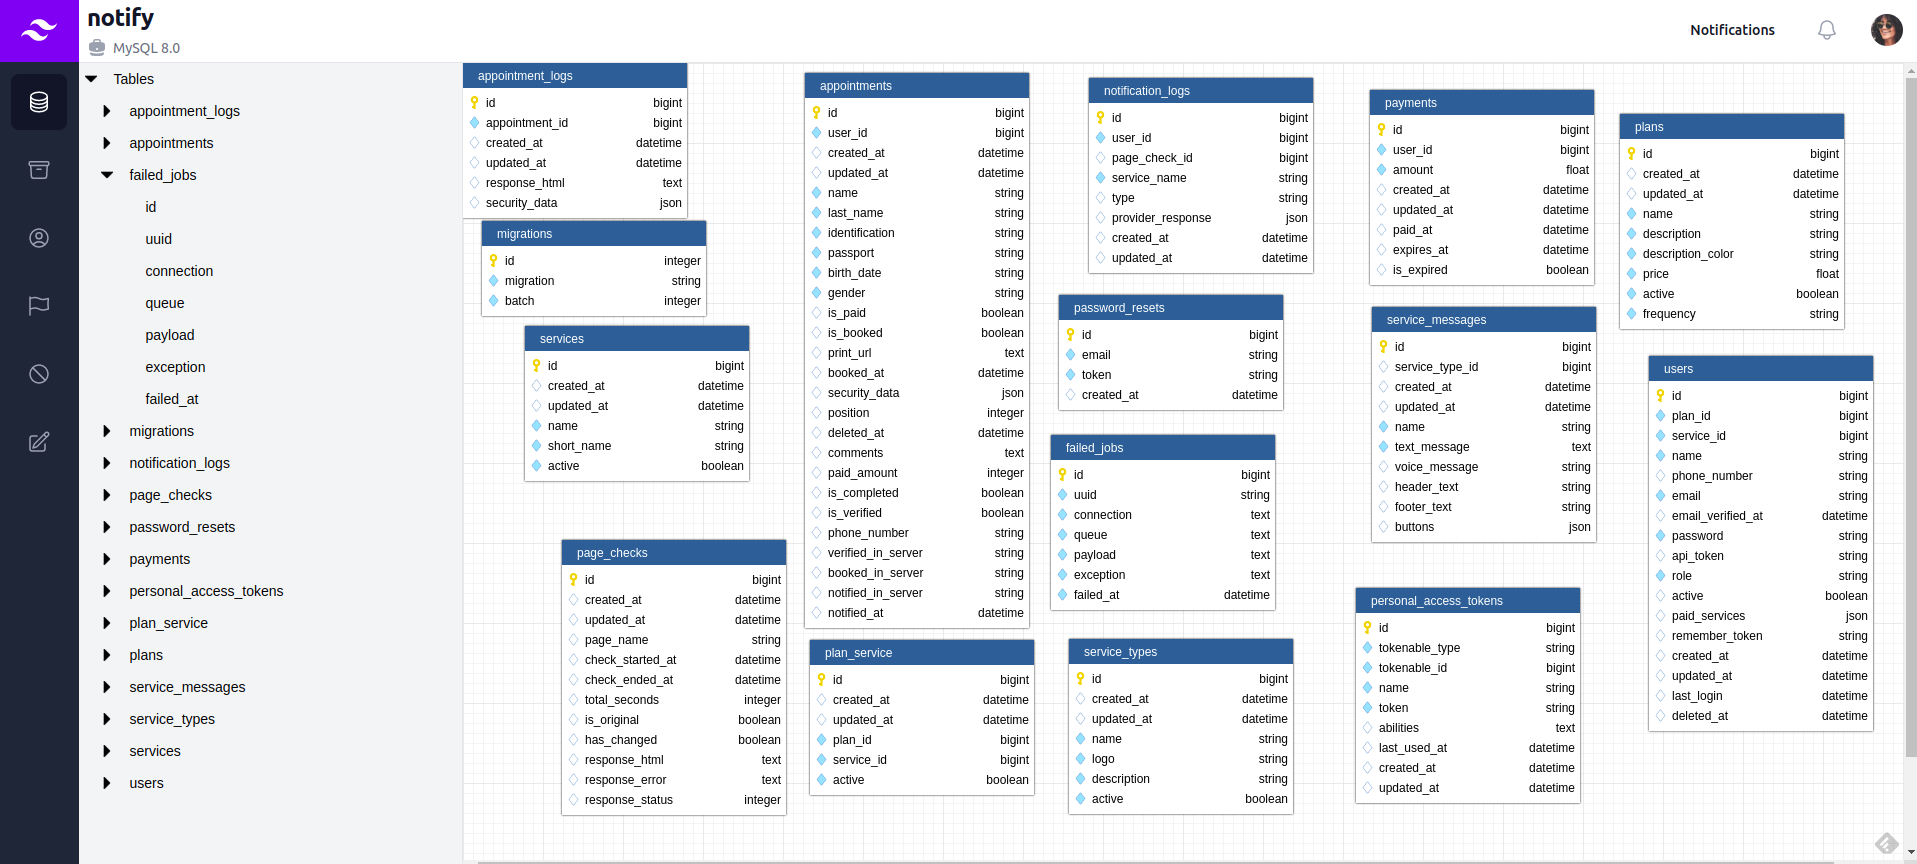 notify
MySQL 8.0
Notifications
Tables
appointment_logs
appointments
failed_jobs
id
uuid
connection
queue
payload
exception
failed_at
migrations
notification_logs
page_checks
password_resets
payments
personal_access_tokens
plan_service
plans
service_messages
service_types
services
users
appointment_logs
id bigint
appointment_id bigint
created_at datetime
updated_at datetime
response_html text
security_data json
migrations
id integer
migration string
batch integer
services
id bigint
created_at datetime
updated_at datetime
name string
short_name string
active boolean
page_checks
id bigint
created_at datetime
updated_at datetime
page_name string
check_started_at datetime
check_ended_at datetime
total_seconds integer
is_original boolean
has_changed boolean
response_html text
response_error text
response_status integer
appointments
id bigint
user_id bigint
created_at datetime
updated_at datetime
name string
last_name string
identification string
passport string
birth_date string
gender string
is_paid boolean
is_booked boolean
print_url text
booked_at datetime
security_data json
position integer
deleted_at datetime
comments text
paid_amount integer
is_completed boolean
is_verified boolean
phone_number string
verified_in_server string
booked_in_server string
notified_in_server string
notified_at datetime
plan_service
id bigint
created_at datetime
updated_at datetime
plan_id bigint
service_id bigint
active boolean
notification_logs
id bigint
user_id bigint
page_check_id bigint
service_name string
type string
provider_response json
created_at datetime
updated_at datetime
password_resets
id bigint
email string
token string
created_at datetime
failed_jobs
id bigint
uuid string
connection text
queue text
payload text
exception text
failed_at datetime
service_types
id bigint
created_at datetime
updated_at datetime
name string
logo string
description string
active boolean
payments
id bigint
user_id bigint
amount float
created_at datetime
updated_at datetime
paid_at datetime
expires_at datetime
is_expired boolean
service_messages
id bigint
service_type_id bigint
created_at datetime
updated_at datetime
name string
text_message text
voice_message string
header_text string
footer_text string
buttons json
personal_access_tokens
id bigint
tokenable_type string
tokenable_id bigint
name string
token string
abilities text
last_used_at datetime
created_at datetime
updated_at datetime
plans
id bigint
created_at datetime
updated_at datetime
name string
description string
description_color string
price float
active boolean
frequency string
users
id bigint
plan_id bigint
service_id bigint
name string
phone_number string
email string
email_verified_at datetime
password string
api_token string
role string
active boolean
paid_services json
remember_token string
created_at datetime
updated_at datetime
last_login datetime
deleted_at datetime